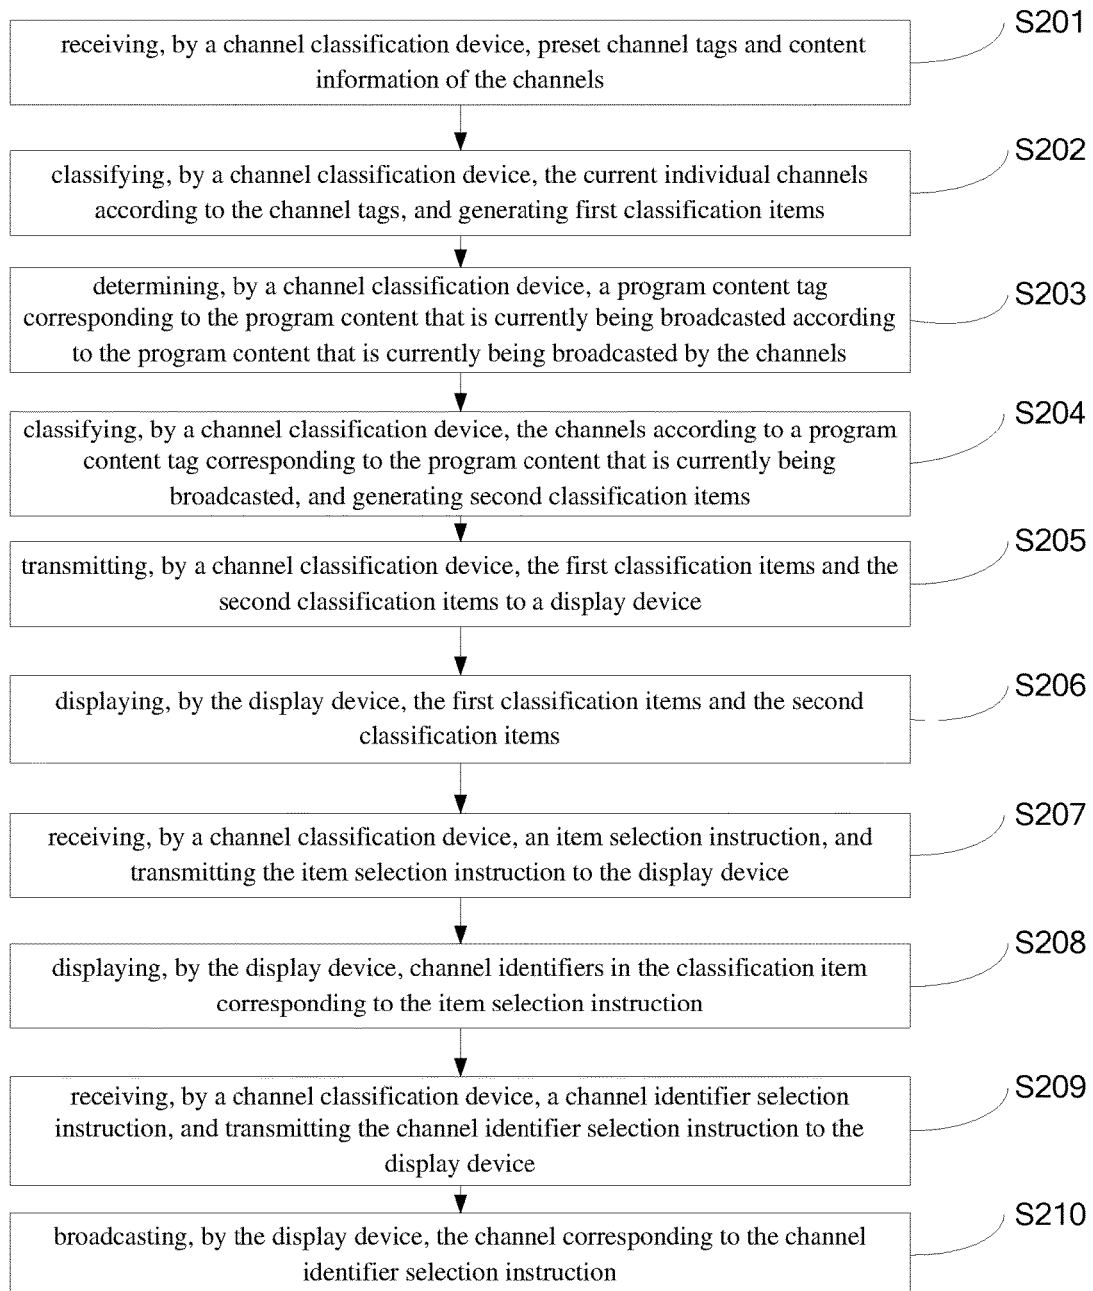 S201
receiving, by a channel classification device, preset channel tags and content
information of the channels
S202
classifying, by a channel classification device, the current individual channels
according to the channel tags, and generating first classification items
S203
determining, by a channel classification device, a program content tag
corresponding to the program content that is currently being broadcasted according
to the program content that is currently being broadcasted by the channels
S204
classifying, by a channel classification device, the channels according to a program
content tag corresponding to the program content that is currently being
broadcasted, and generating second classification items
S205
transmitting, by a channel classification device, the first classification items and the
second classification items to a display device
S206
displaying, by the display device, the first classification items and the second
classification items
S207
receiving, by a channel classification device, an item selection instruction, and
transmitting the item selection instruction to the display device
S208
displaying, by the display device, channel identifiers in the classification item
corresponding to the item selection instruction
S209
receiving, by a channel classification device, a channel identifier selection
instruction, and transmitting the channel identifier selection instruction to the
display device
S210
broadcasting, by the display device, the channel corresponding to the channel
identifier selection instruction